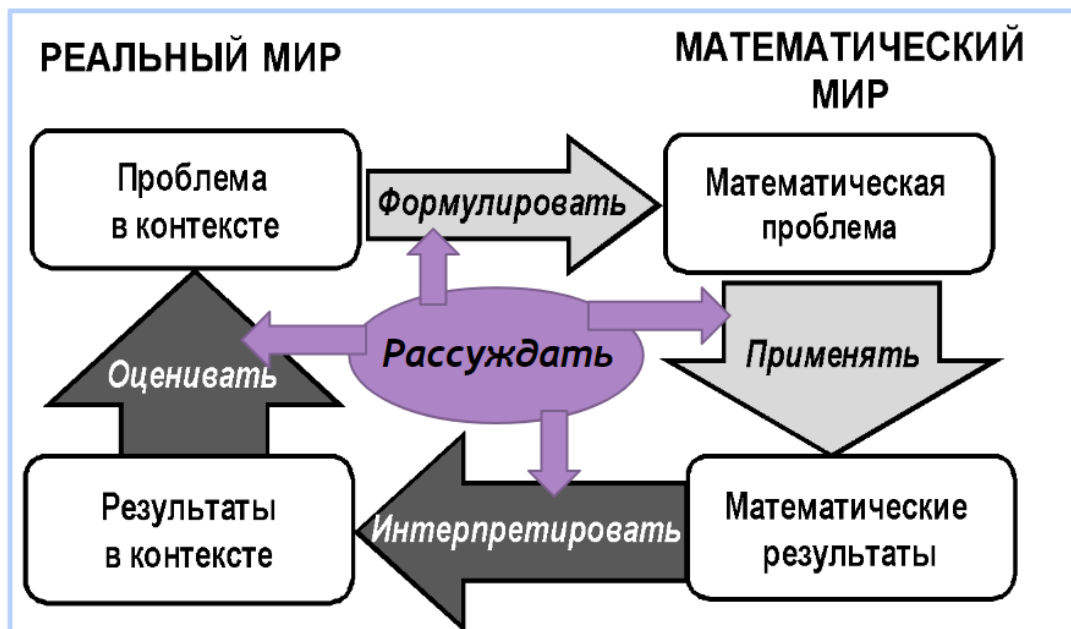 РЕАЛЬНЫЙ МИР
МАТЕМАТИЧЕСКИЙ
МИР
Проблема
в контексте
Формулировать
Математическая
проблема
Рассуждать
Оценивать
Применять
Результаты
в контексте
Интерпретировать
Математические
результаты